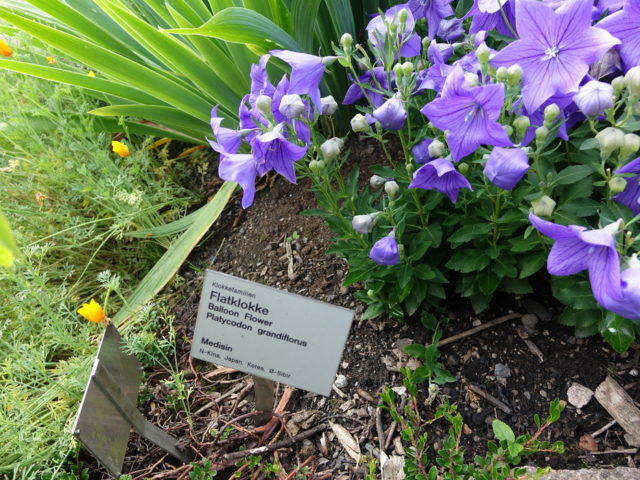 Klokkefamilien
Flatklokke
Balloon Flower
Platycodon grandiflorus
Medisin
N-Kina, Japan, Korea, Ø-Sibir